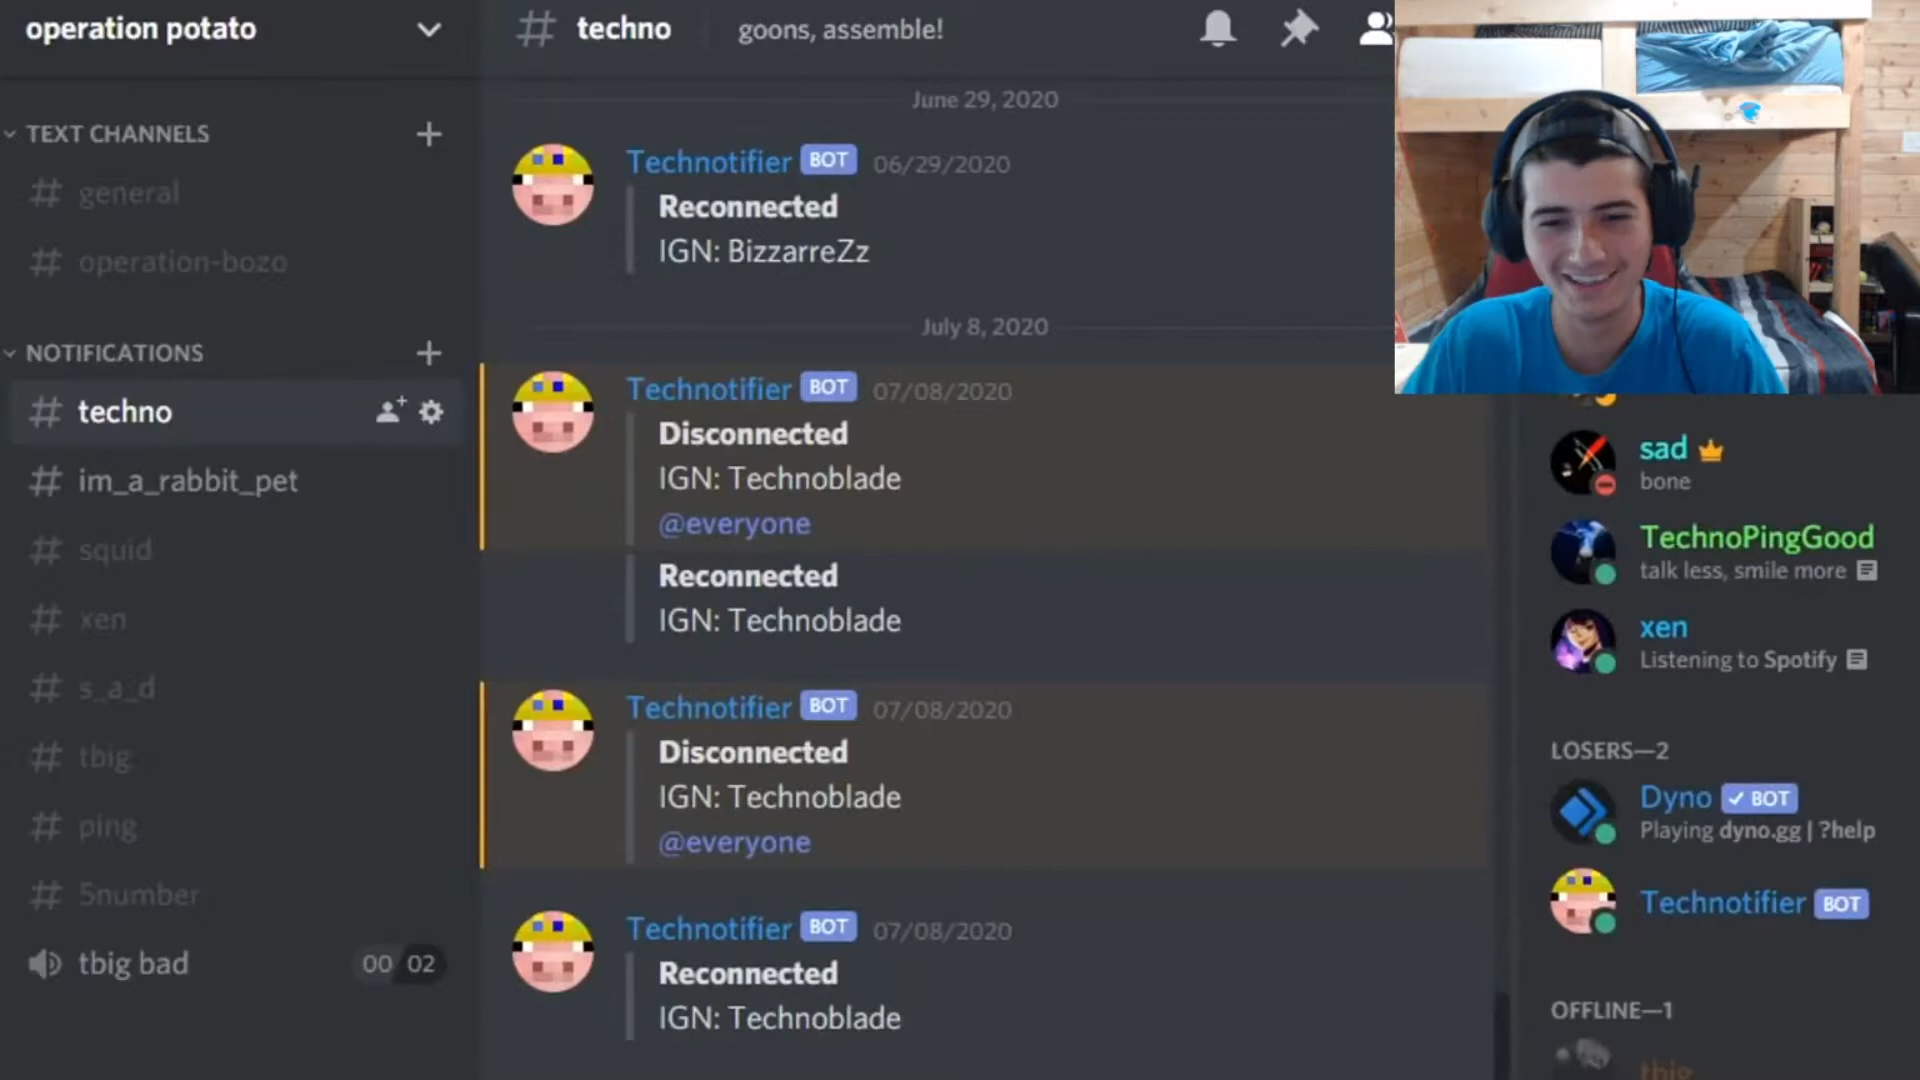 operation potato
TEXT CHANNELS
# general
# operation-bozo
NOTIFICATIONS
# techno
# im_a_rabbit_pet
# squid
# xen
# s_a_d
# tbig
# ping
# 5number
tbig bad 00 02
# techno goons, assemble!
June 29, 2020
Technotifier BOT 06/29/2020
Reconnected
IGN: BizzarreZz
July 8, 2020
Technotifier BOT 07/08/2020
Disconnected
IGN: Technoblade
@everyone
Reconnected
IGN: Technoblade
Technotifier BOT 07/08/2020
Disconnected
IGN: Technoblade
@everyone
Technotifier BOT 07/08/2020
Reconnected
IGN: Technoblade
sad
bone
TechnoPingGood
talk less, smile more
xen
Listening to Spotify
LOSERS—2
Dyno BOT
Playing dyno.gg | ?help
Technotifier BOT
OFFLINE—1
tbig